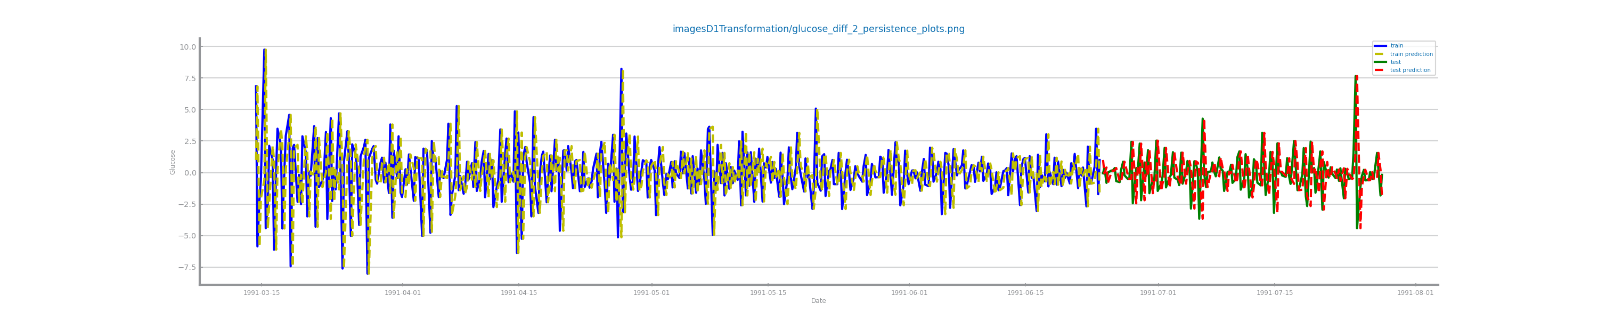 imagesD1Transformation/glucose_diff_2_persistence_plots.png
10.0
7.5
5.0
2.5
0.0
−2.5
−5.0
−7.5
Glucose
train
train prediction
test
test prediction
1991-03-15
1991-04-01
1991-04-15
1991-05-01
1991-05-15
1991-06-01
1991-06-15
1991-07-01
1991-07-15
1991-08-01
Date